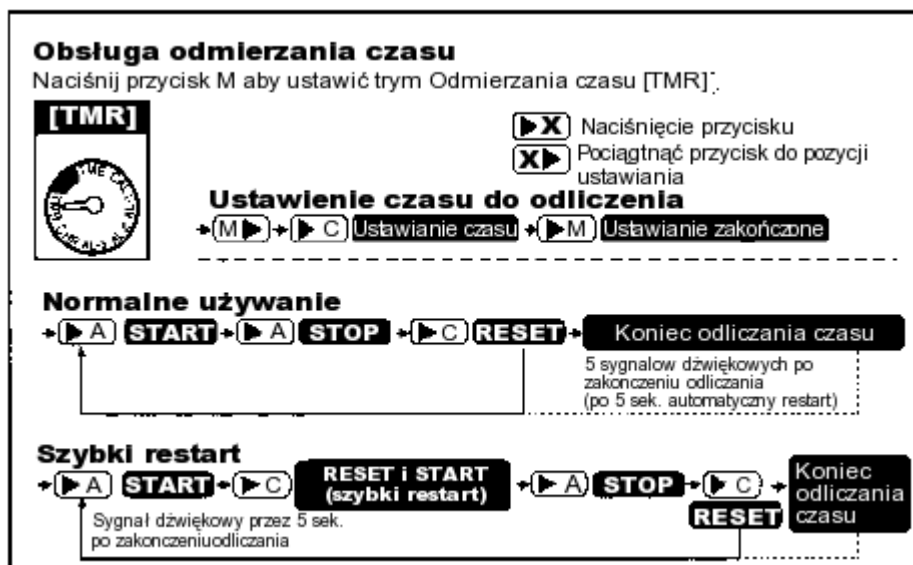 Obsługa odmierzania czasu
Naciśnij przycisk M aby ustawić trym Odmierzania czasu [TMR].
[TMR]
X Naciśnięcie przycisku
X Pociągtnąć przycisk do pozycji
ustawiania
Ustawienie czasu do odliczenia
M C Ustawianie czasu M Ustawianie zakończone
Normalne używanie
A START A STOP C RESET Koniec odliczania czasu
5 sygnalow dźwiękowych po
zakonczeniu odliczania
(po 5 sek. automatyczny restart)
Szybki restart
A START C RESET i START
(szybki restart)
A STOP C
RESET
Koniec
odliczania
czasu
Sygnał dźwiękowy przez 5 sek.
po zakonczeniuodliczania